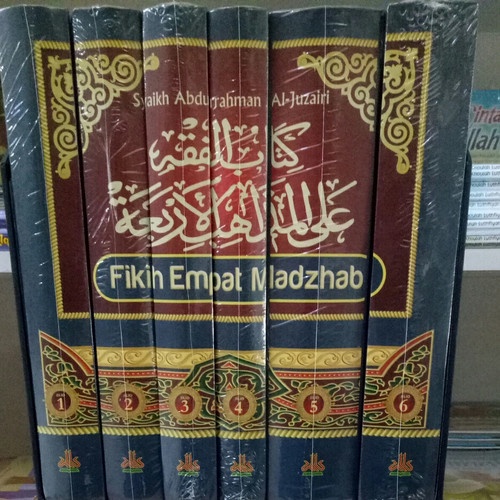 Syaikh Abdurrahman Al-Juzairi
كتاب الفقه
على المذاهب الأربعة
Fikih Empat Madzhab
1 2 3 4 5 6